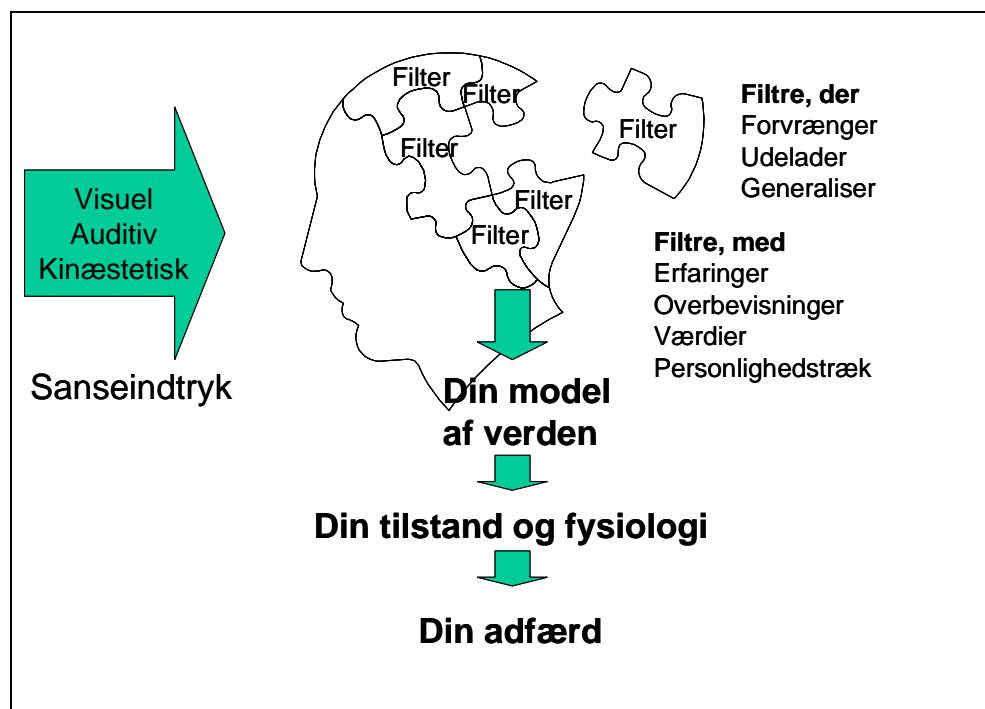 Filter
Filter
Filter
Filter
Filter
Filter
Filtre, der
Forvrænger
Udelader
Generaliser
Visuel
Auditiv
Kinæstetisk
Filtre, med
Erfaringer
Overbevisninger
Værdier
Personlighedstræk
Sanseindtryk
Din model
af verden
Din tilstand og fysiologi
Din adfærd